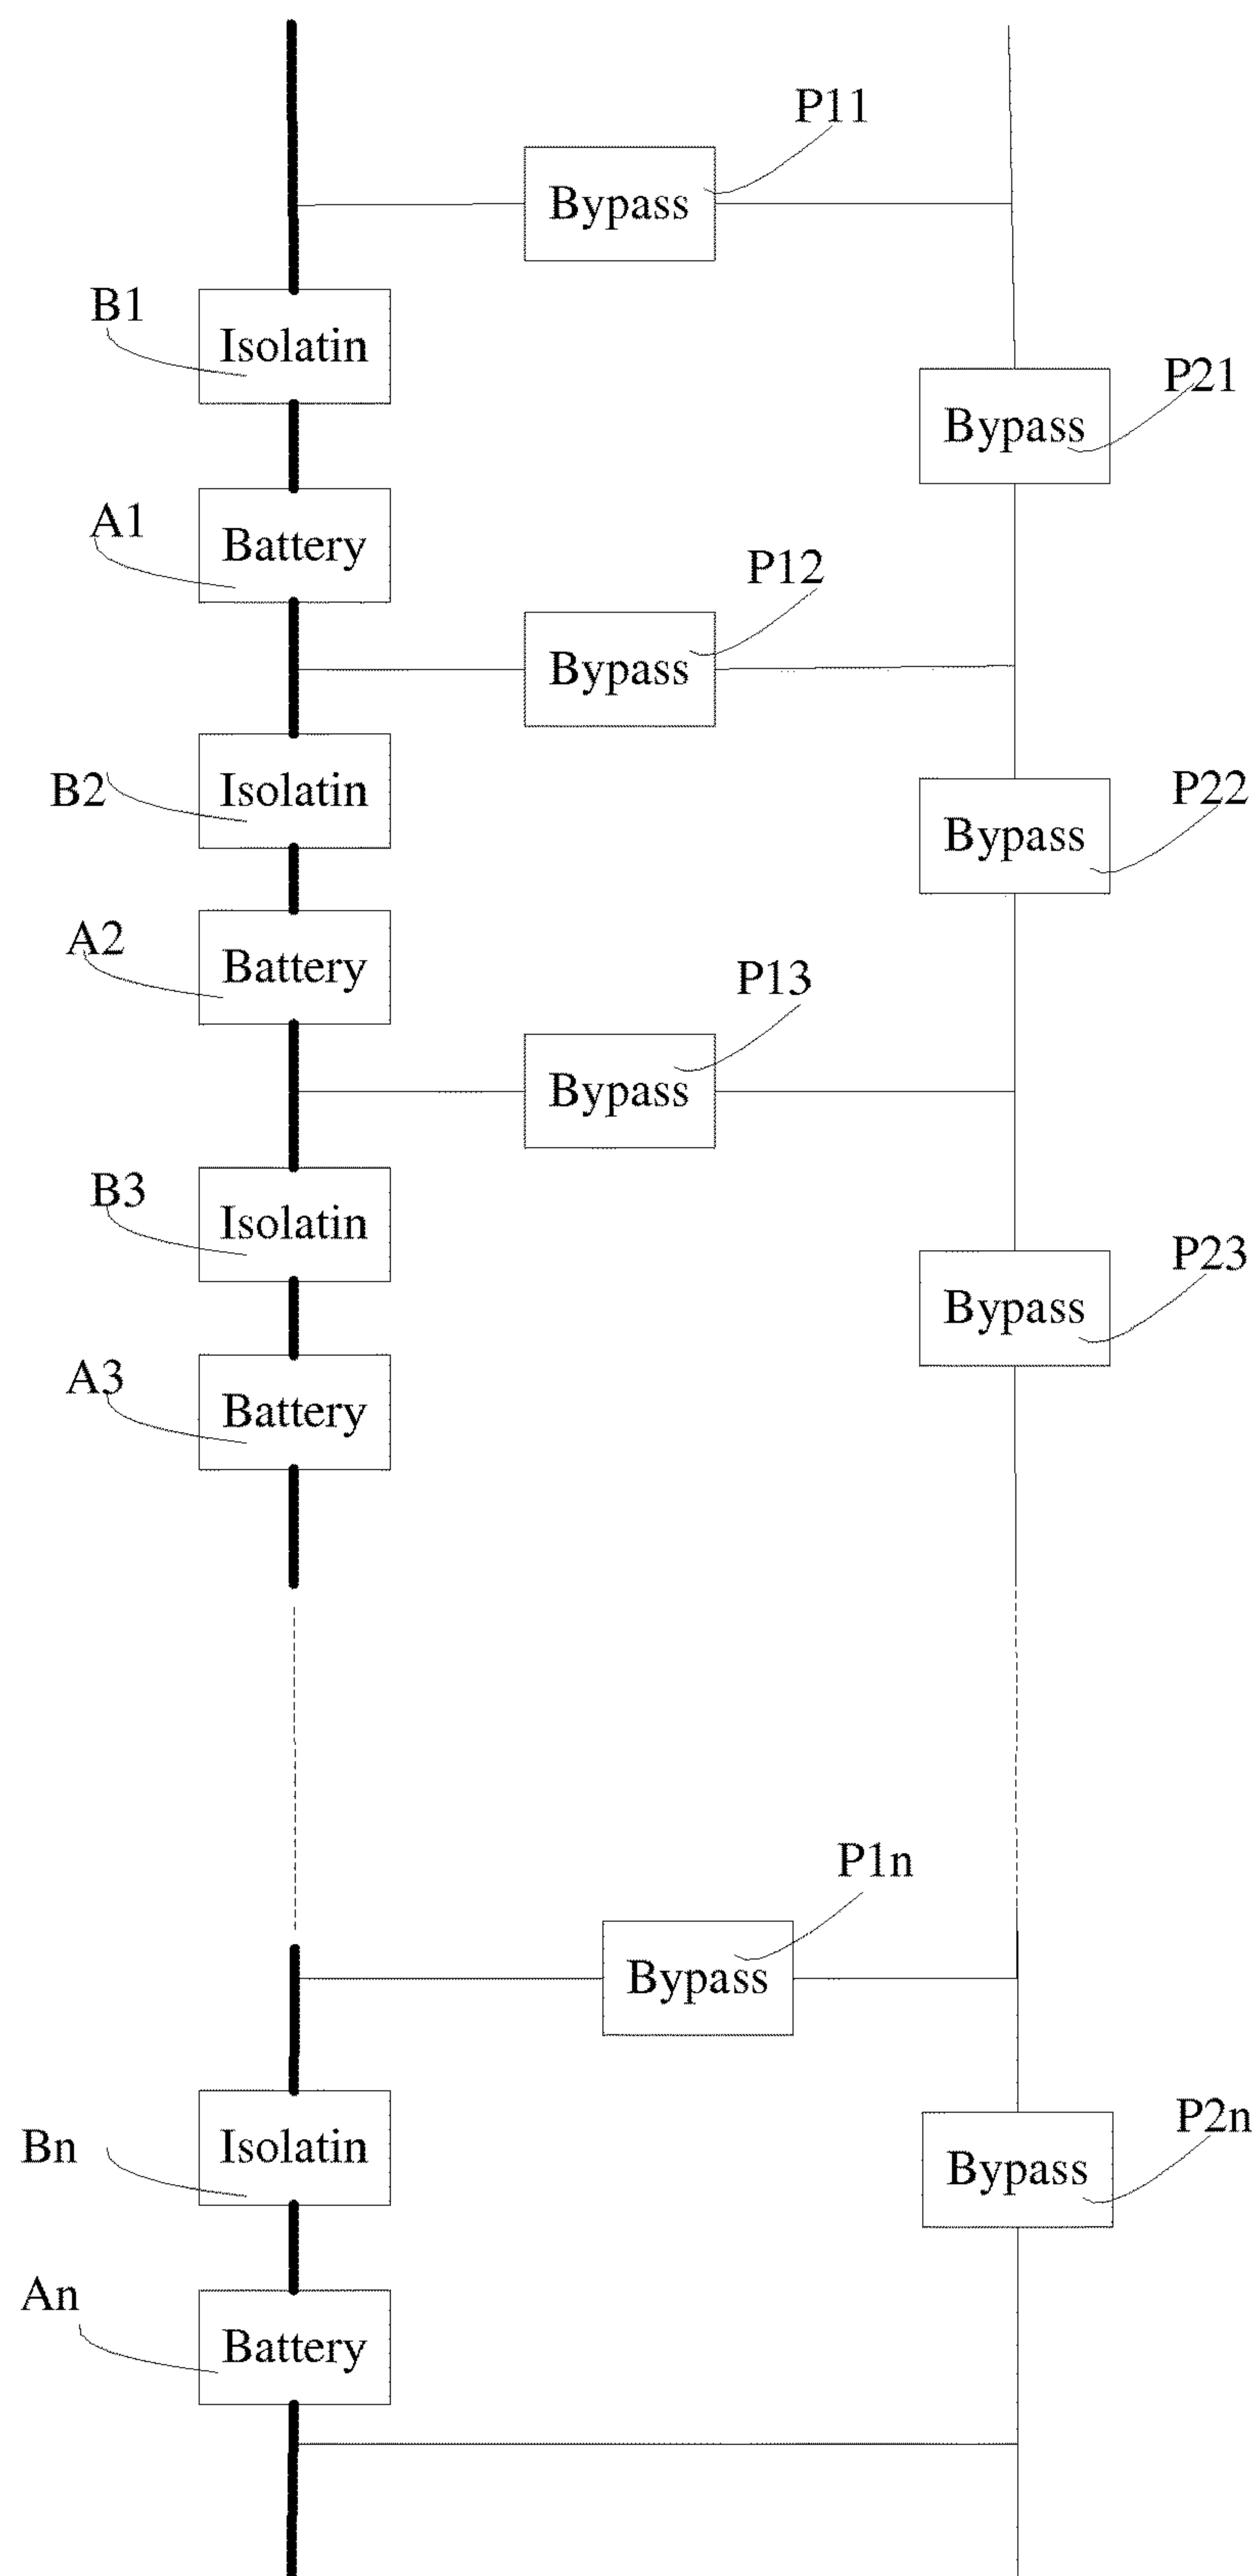 P11
Bypass
B1
Isolatin
P21
Bypass
A1
Battery
P12
Bypass
B2
Isolatin
P22
Bypass
A2
Battery
P13
Bypass
B3
Isolatin
P23
Bypass
A3
Battery
P1n
Bypass
Bn
Isolatin
P2n
Bypass
An
Battery